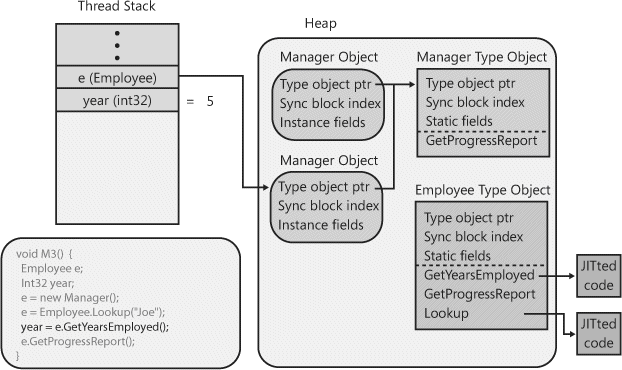 Thread Stack
e (Employee)
year (int32) = 5
void M3() {
Employee e;
Int32 year;
e = new Manager();
e = Employee.Lookup("Joe");
year = e.GetYearsEmployed();
e.GetProgressReport();
}
Heap
Manager Object
Type object ptr
Sync block index
Instance fields
Manager Object
Type object ptr
Sync block index
Instance fields
Manager Type Object
Type object ptr
Sync block index
Static fields
GetProgressReport
Employee Type Object
Type object ptr
Sync block index
Static fields
GetYearsEmployed
GetProgressReport
Lookup
JITted
code
JITted
code